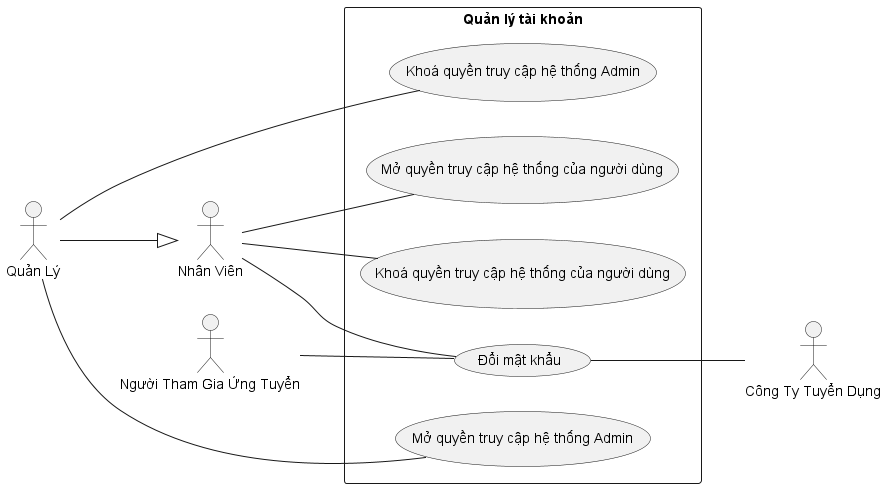 Quản lý tài khoản
Khoá quyền truy cập hệ thống Admin
Mở quyền truy cập hệ thống của người dùng
Quản Lý
Nhân Viên
Khoá quyền truy cập hệ thống của người dùng
Đổi mật khẩu
Người Tham Gia Ứng Tuyển
Công Ty Tuyển Dụng
Mở quyền truy cập hệ thống Admin